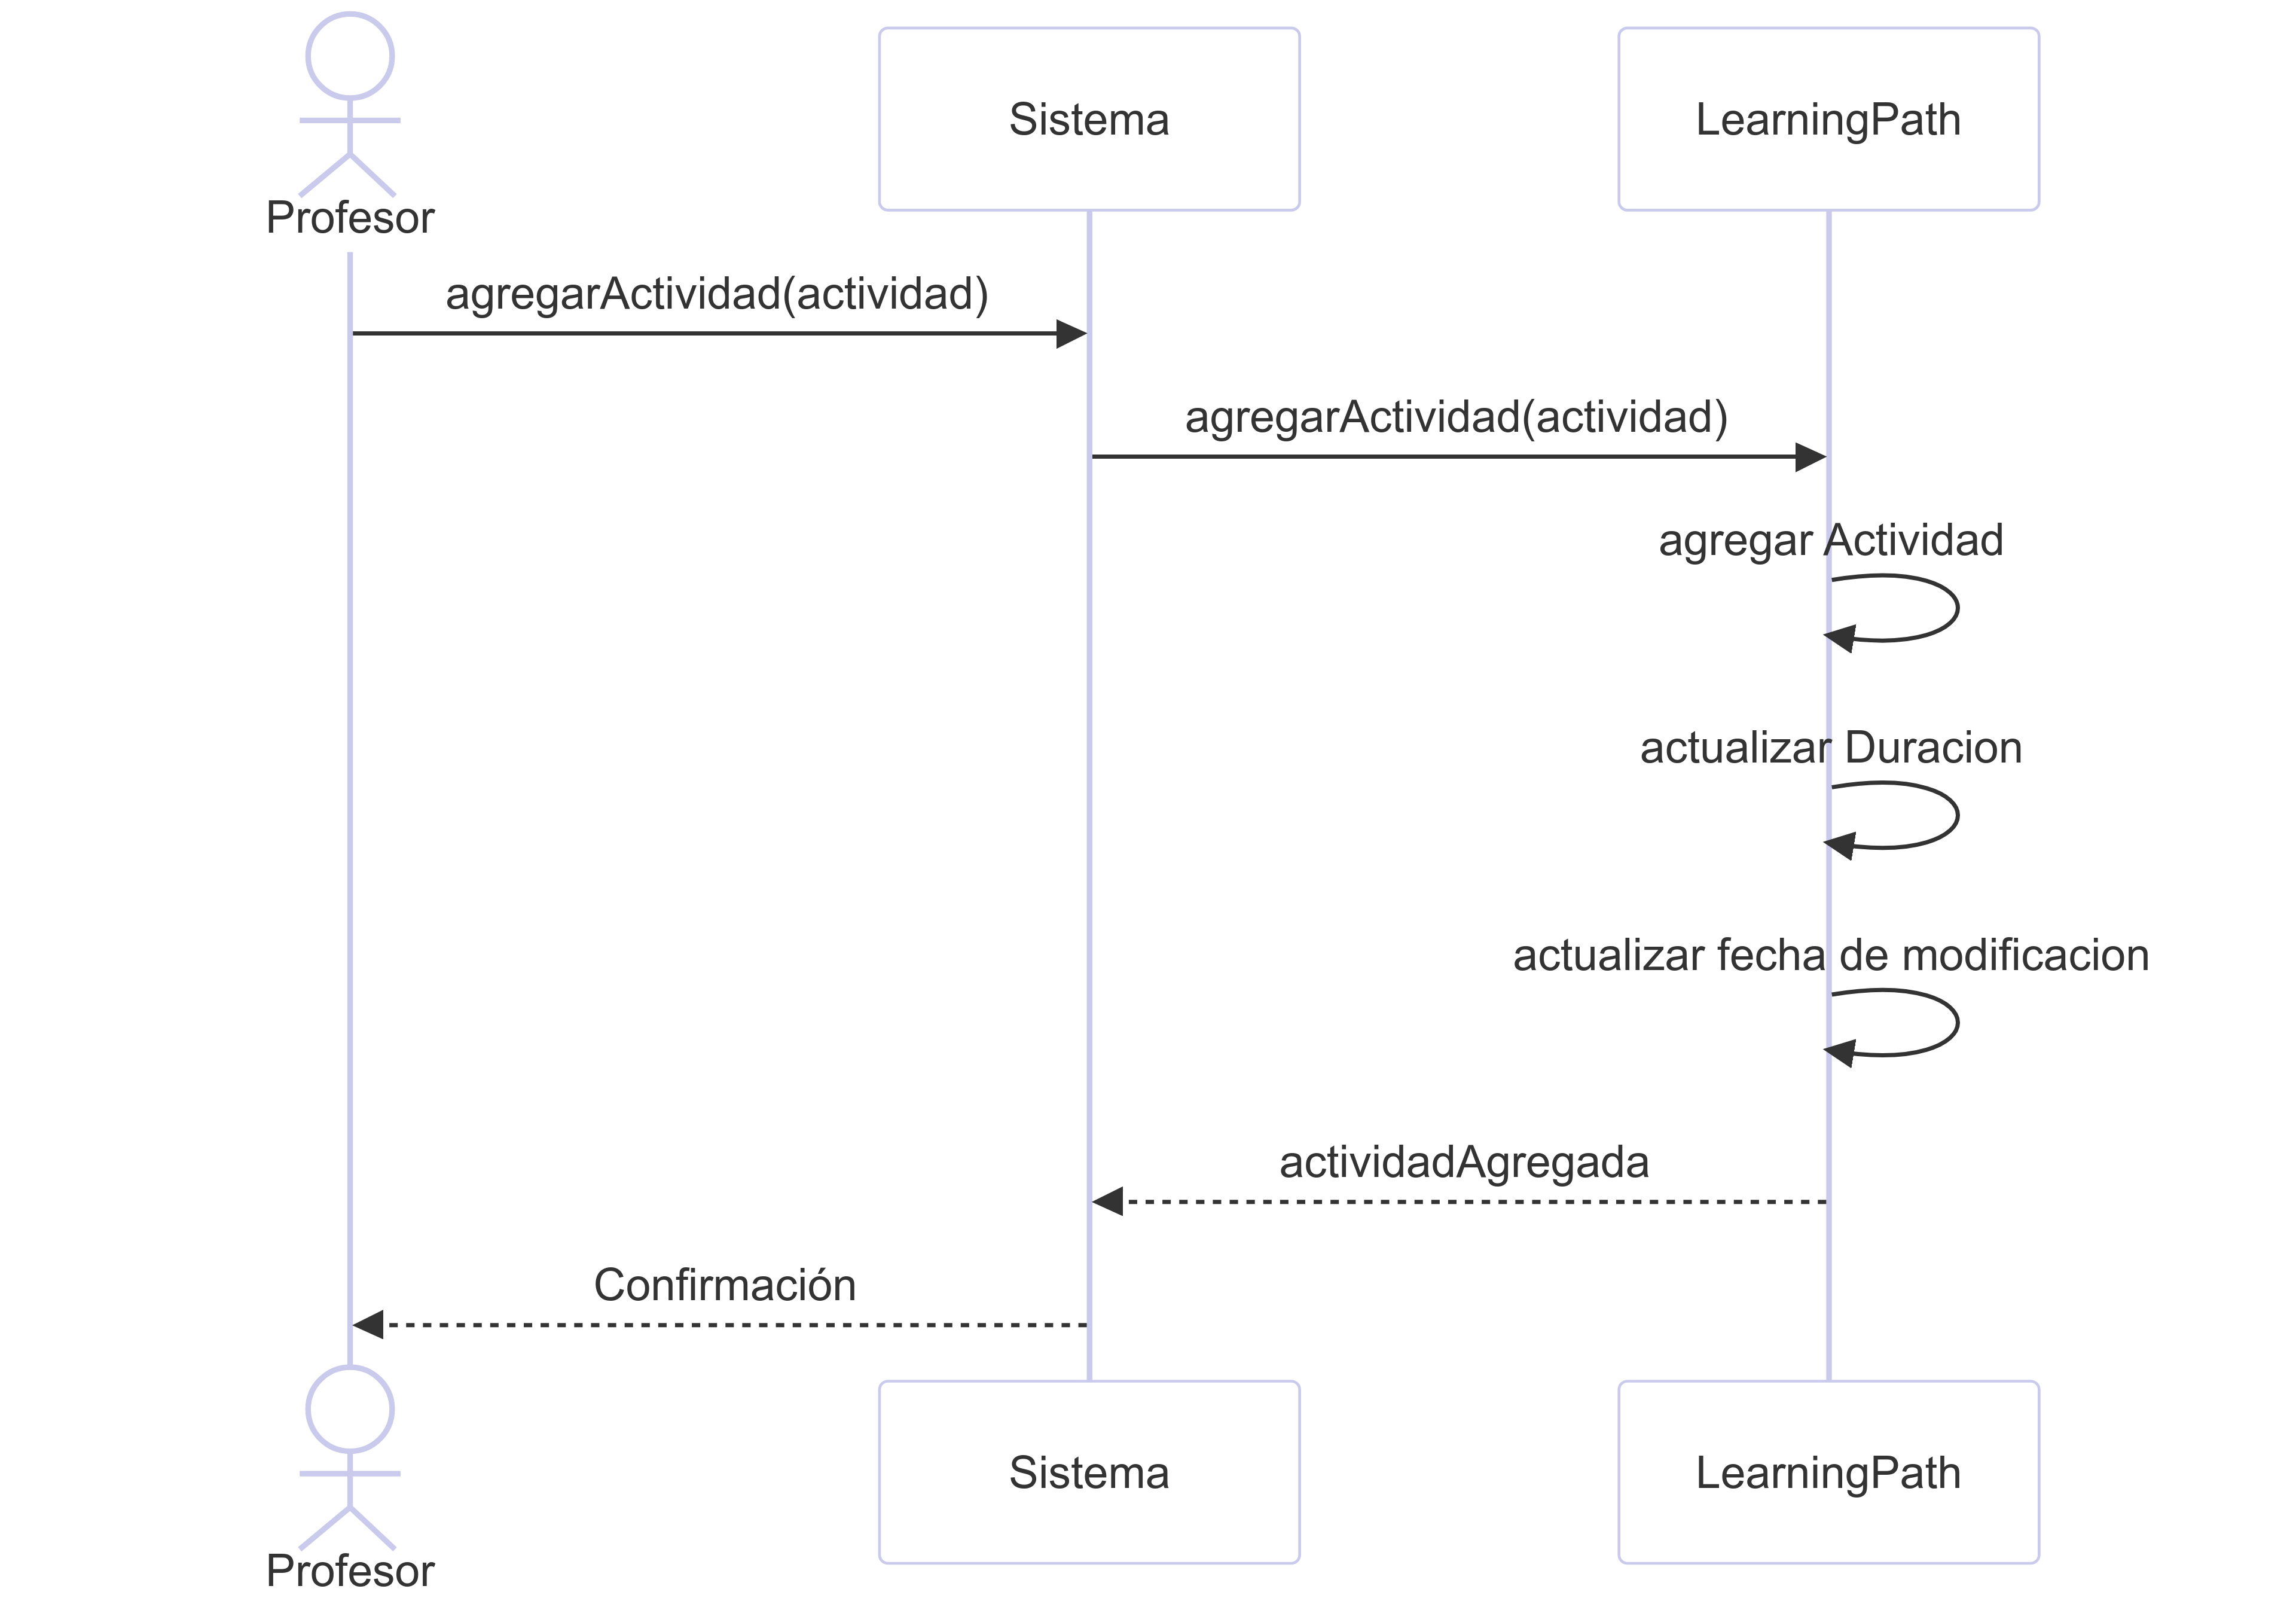 Profesor
Sistema
LearningPath
agregarActividad(actividad)
agregarActividad(actividad)
agregar Actividad
actualizar Duracion
actualizar fecha de modificacion
actividadAgregada
Confirmación
Profesor
Sistema
LearningPath